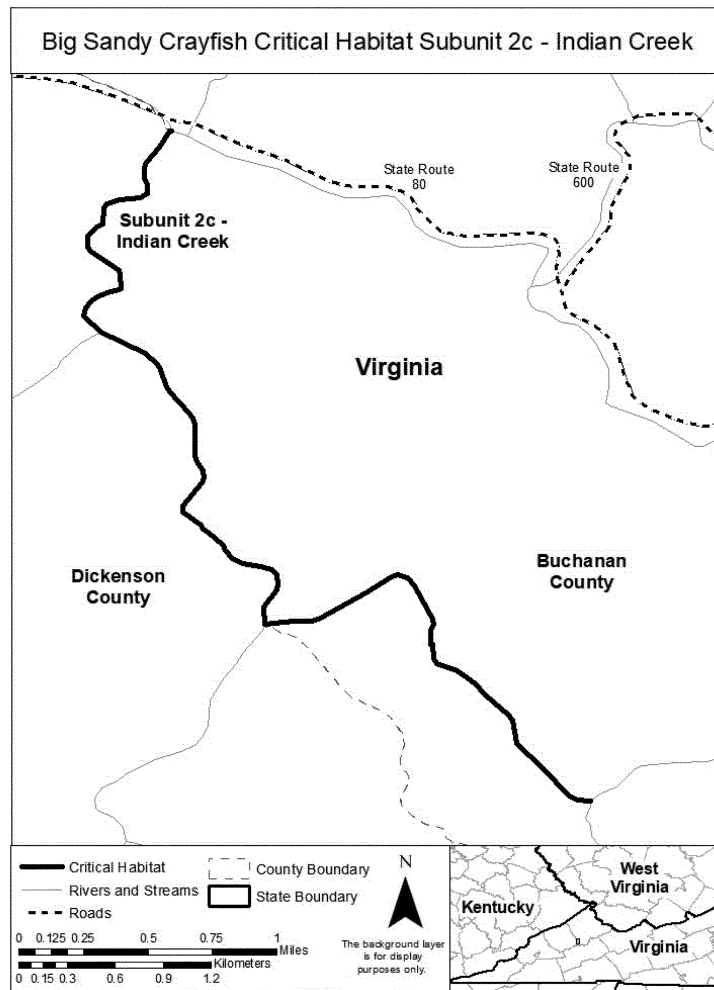 Big Sandy Crayfish Critical Habitat Subunit 2c - Indian Creek
State Route
80
State Route
600
Subunit 2c -
Indian Creek
Virginia
Dickenson
County
Buchanan
County
Critical Habitat
Rivers and Streams
Roads
County Boundary
State Boundary
0 0.125 0.25 0.5 0.75 1
Miles
Kilometers
0 0.15 0.3 0.6 0.9 1.2
N
The background layer
is for display
purposes only.
West
Virginia
Kentucky
Virginia